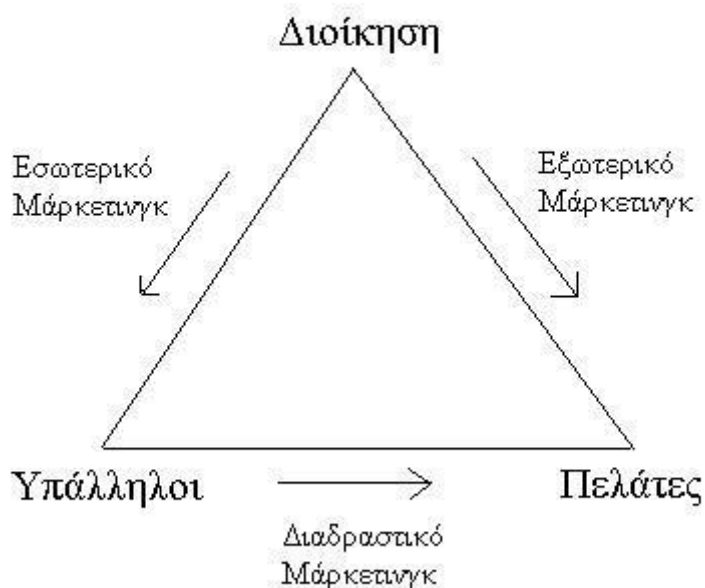 Διοίκηση
Εσωτερικό
Μάρκετινγκ
Εξωτερικό
Μάρκετινγκ
Υπάλληλοι
Πελάτες
Διαδραστικό
Μάρκετινγκ